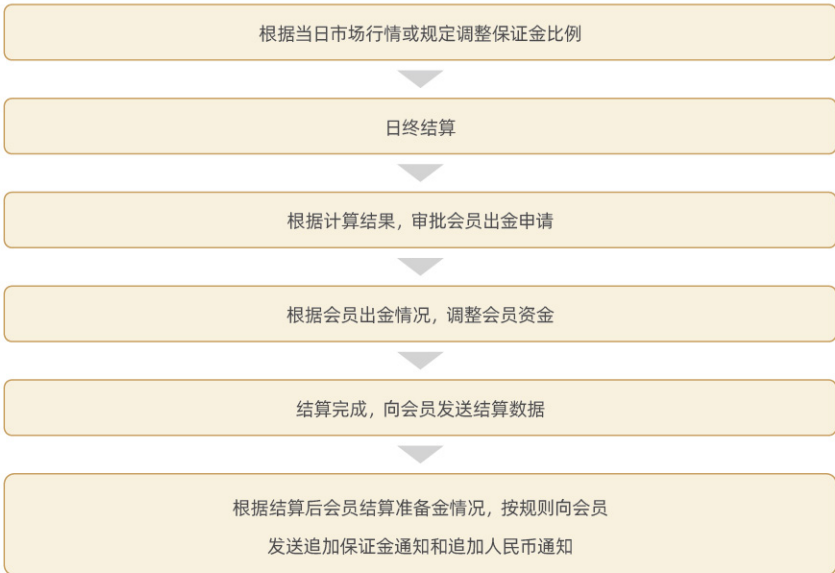 根据当日市场行情或规定调整保证金比例
日终结算
根据计算结果，审批会员出金申请
根据会员出金情况，调整会员资金
结算完成，向会员发送结算数据
根据结算后会员结算准备金情况，按规则向会员
发送追加保证金通知和追加人民币通知